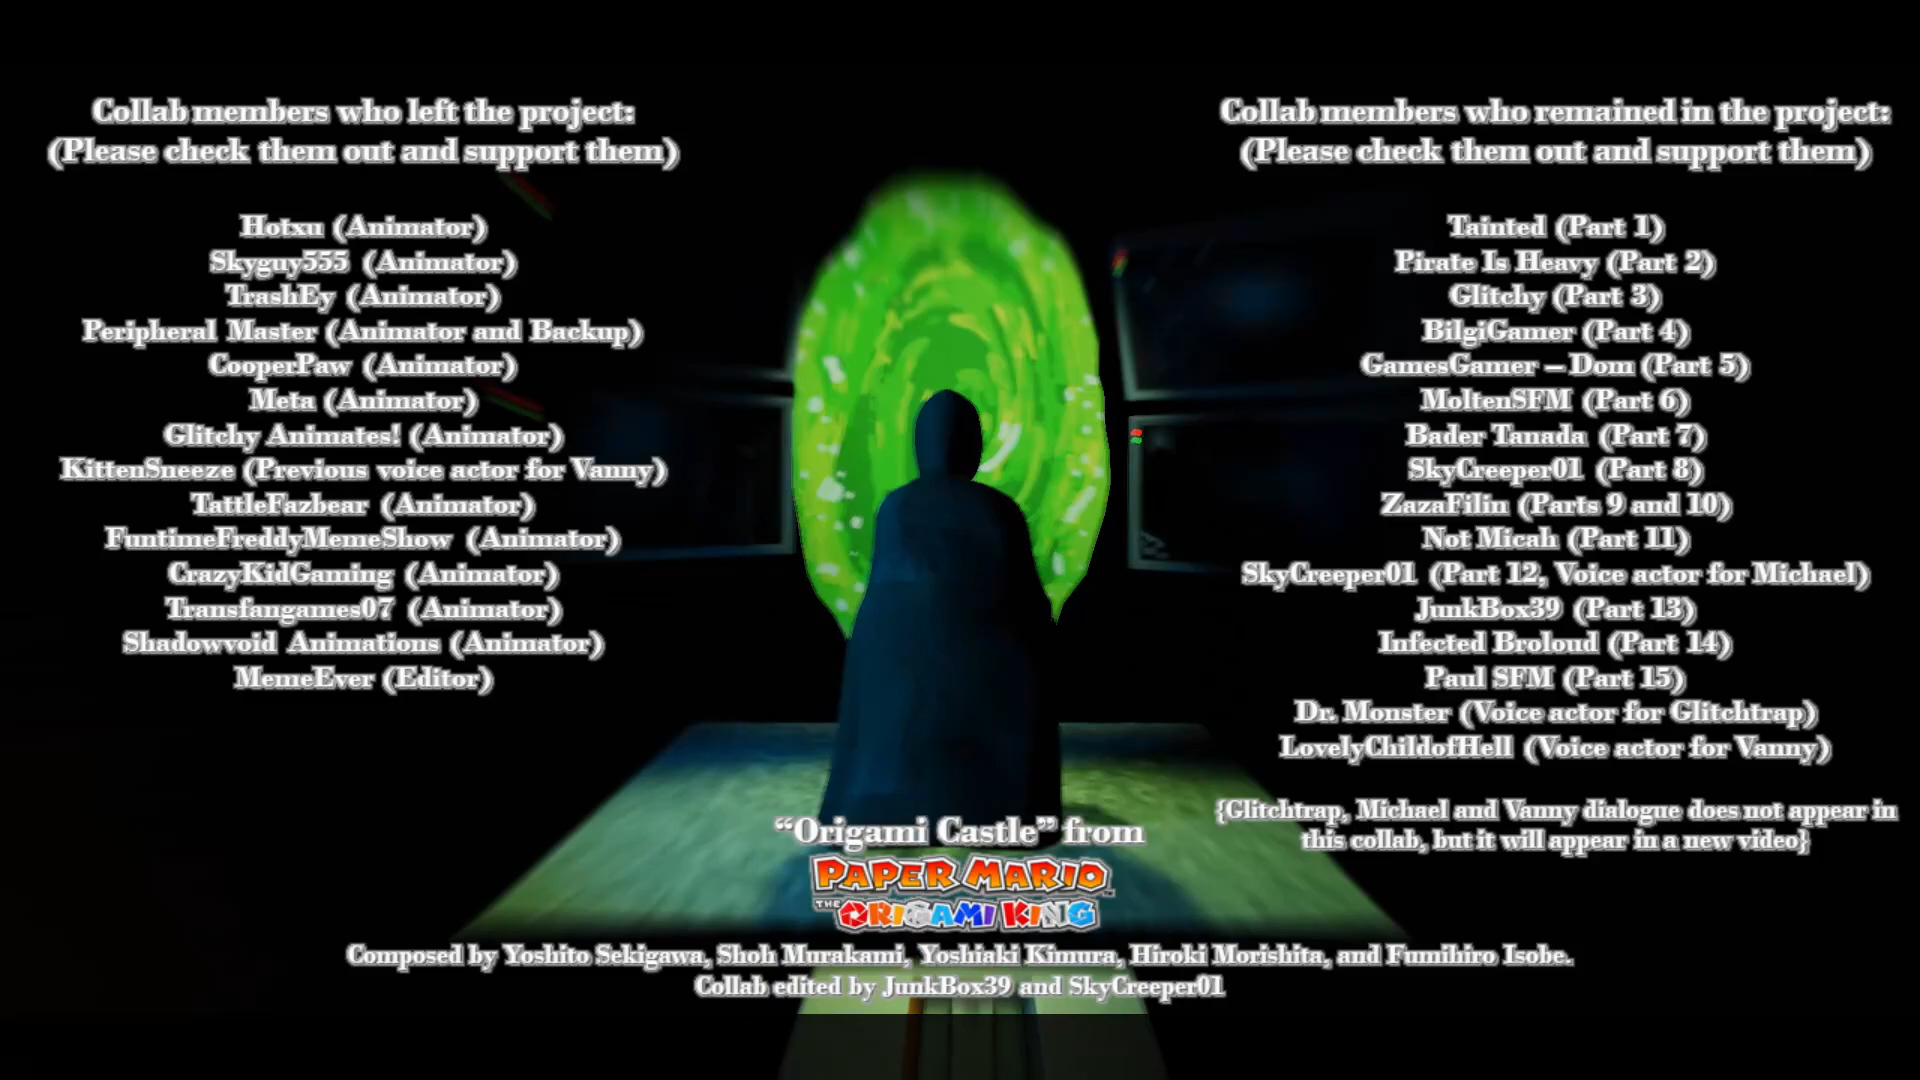 Collab members who left the project:
(Please check them out and support them)
Hotxu (Animator)
Skyguy555 (Animator)
TrashEy (Animator)
Peripheral Master (Animator and Backup)
CooperPaw (Animator)
Meta (Animator)
Glitchy Animates! (Animator)
KittenSneeze (Previous voice actor for Vanny)
TattleFazbear (Animator)
FuntimeFreddyMemeShow (Animator)
CrazyKidGaming (Animator)
Transfangames07 (Animator)
Shadowvoid Animations (Animator)
MemeEver (Editor)
Collab members who remained in the project:
(Please check them out and support them)
Tainted (Part 1)
Pirate Is Heavy (Part 2)
Glitchy (Part 3)
BilgiGamer (Part 4)
GamesGamer – Dom (Part 5)
MoltenSFM (Part 6)
Bader Tanada (Part 7)
SkyCreeper01 (Part 8)
ZazaFilin (Parts 9 and 10)
Not Micah (Part 11)
SkyCreeper01 (Part 12, Voice actor for Michael)
JunkBox39 (Part 13)
Infected Broloud (Part 14)
Paul SFM (Part 15)
Dr. Monster (Voice actor for Glitchtrap)
LovelyChildofHell (Voice actor for Vanny)
{Glitchtrap, Michael and Vanny dialogue does not appear in
this collab, but it will appear in a new video}
“Origami Castle” from
PAPER MARIO™
THE ORIGAMI KING
Composed by Yoshito Sekigawa, Shoh Murakami, Yoshiaki Kimura, Hiroki Morishita, and Fumihiro Isobe.
Collab edited by JunkBox39 and SkyCreeper01